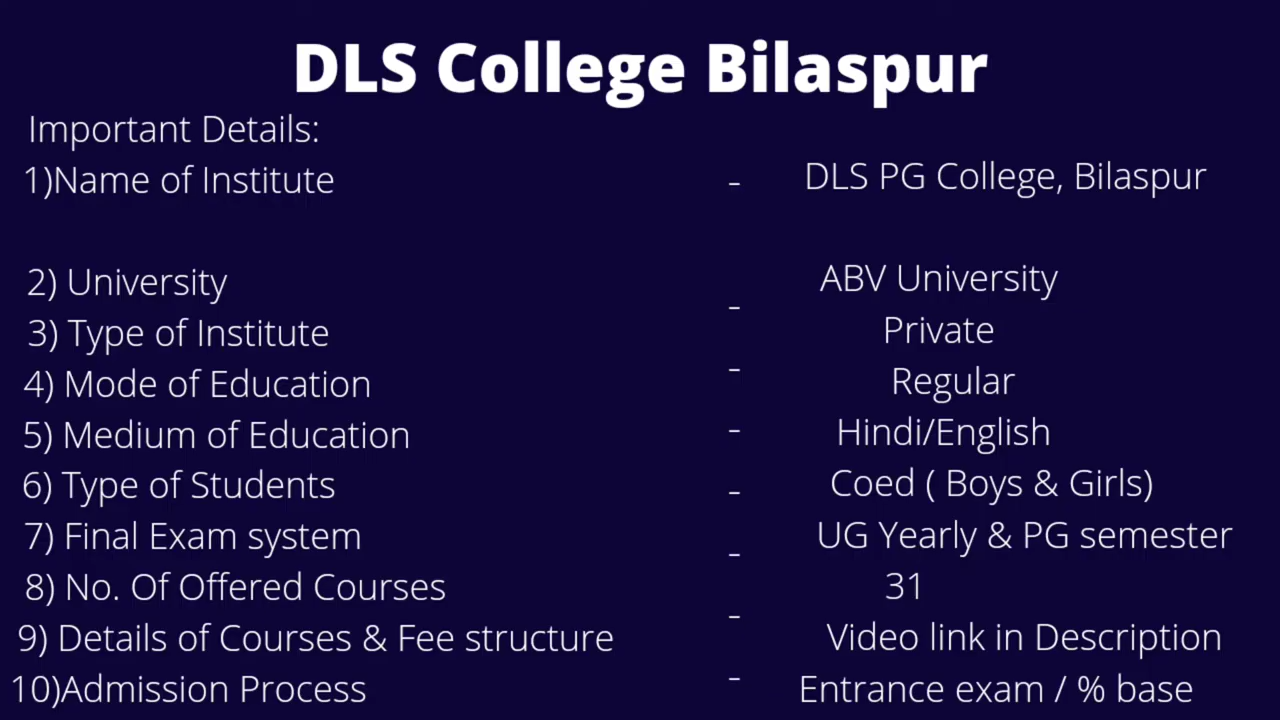 DLS College Bilaspur
Important Details:
1)Name of Institute - DLS PG College, Bilaspur
2) University - ABV University
3) Type of Institute - Private
4) Mode of Education - Regular
5) Medium of Education - Hindi/English
6) Type of Students - Coed ( Boys & Girls)
7) Final Exam system - UG Yearly & PG semester
8) No. Of Offered Courses - 31
9) Details of Courses & Fee structure - Video link in Description
10)Admission Process Entrance exam / % base